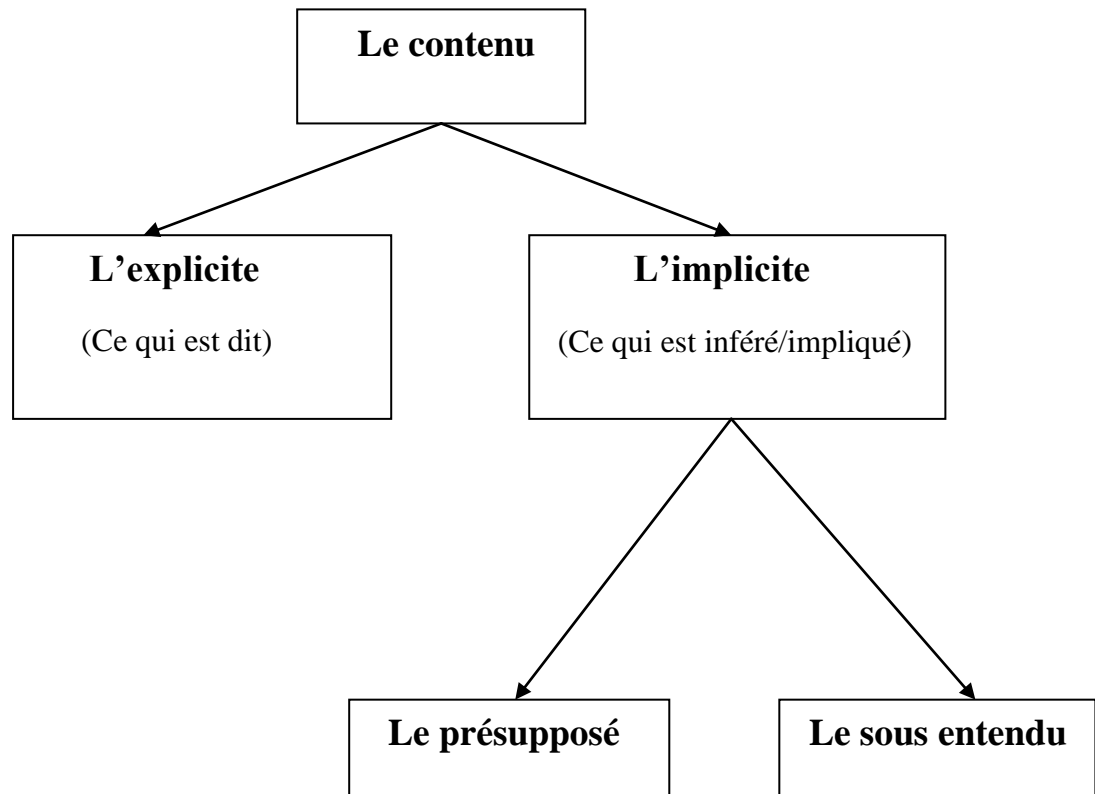 Le contenu
L’explicite
(Ce qui est dit)
L’implicite
(Ce qui est inféré/impliqué)
Le présupposé
Le sous entendu